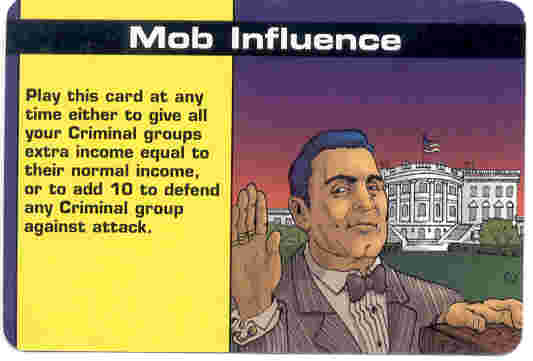 Mob Influence
Play this card at any
time either to give all
your Criminal groups
extra income equal to
their normal income,
or to add 10 to defend
any Criminal group
against attack.